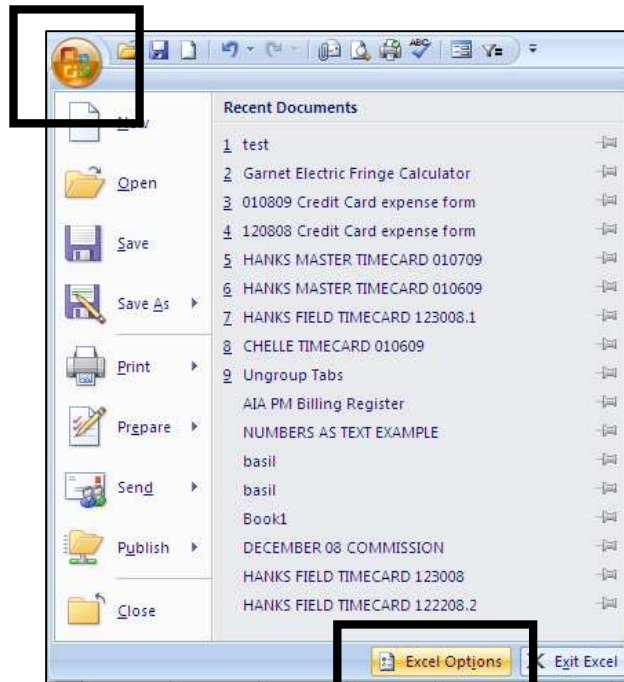 ABC
New
Open
Save
Save As
Print
Prepare
Send
Publish
Close
Recent Documents
1 test
2 Garnet Electric Fringe Calculator
3 010809 Credit Card expense form
4 120808 Credit Card expense form
5 HANKS MASTER TIMECARD 010709
6 HANKS MASTER TIMECARD 010609
7 HANKS FIELD TIMECARD 123008.1
8 CHELLE TIMECARD 010609
9 Ungroup Tabs
AIA PM Billing Register
NUMBERS AS TEXT EXAMPLE
basil
basil
Book1
DECEMBER 08 COMMISSION
HANKS FIELD TIMECARD 123008
HANKS FIELD TIMECARD 122208.2
Excel Options
X Exit Excel